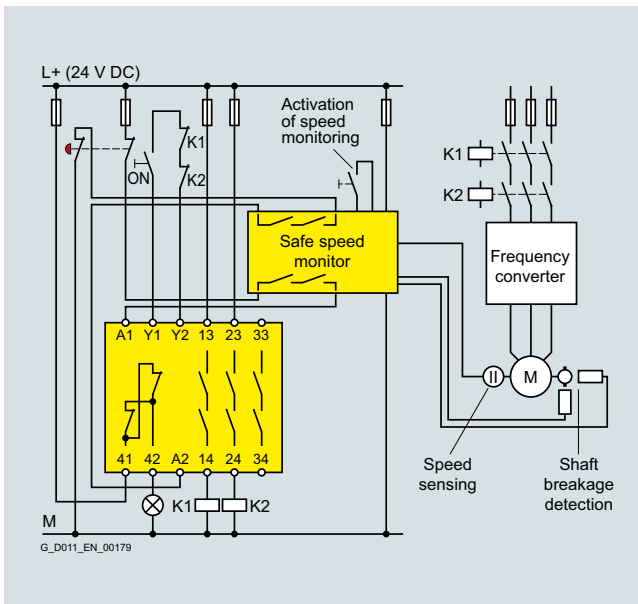 L+ (24 V DC)
Activation
of speed
monitoring
K1
K2
ON
K1
K2
Safe speed
monitor
Frequency
converter
A1 Y1 Y2 13 23 33
M
41 42 A2 14 24 34
K1 K2
Speed
sensing
Shaft
breakage
detection
M
G_D011_EN_00179